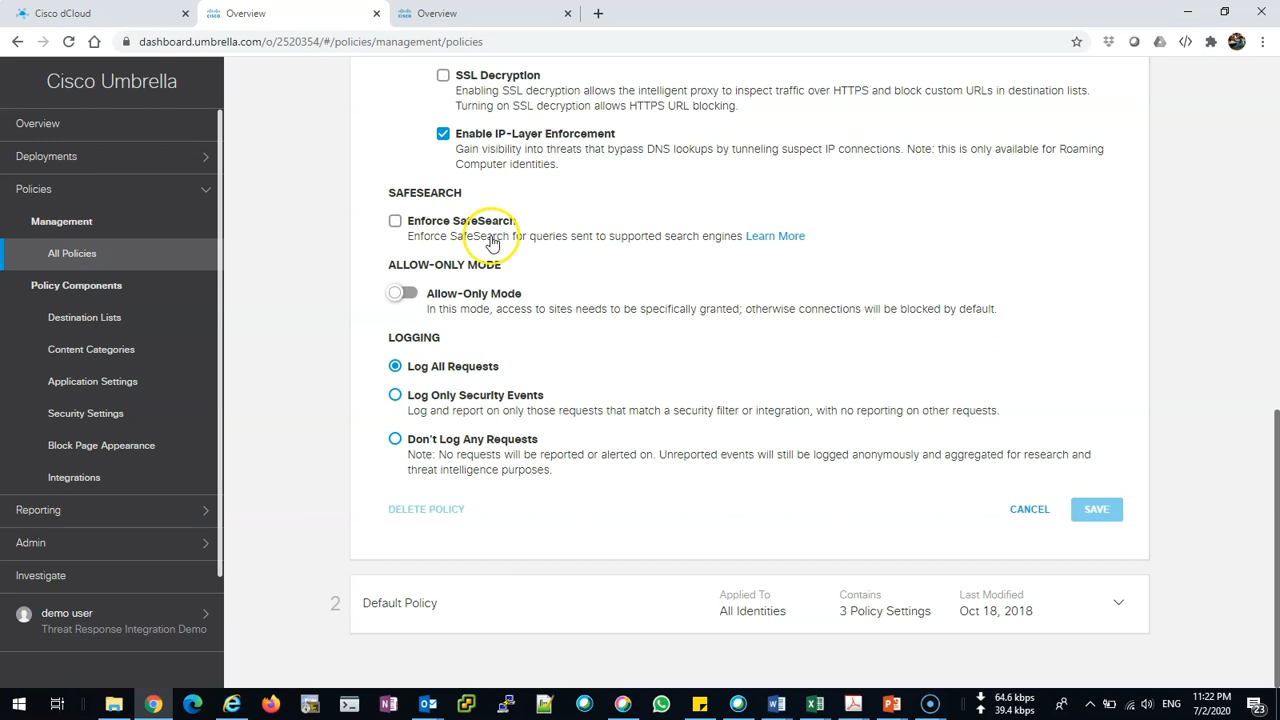 Cisco dCloud
Overview
Overview
dashboard.umbrella.com/o/2520354/#/policies/management/policies
Cisco Umbrella
Overview
Deployments
Policies
Management
All Policies
Policy Components
Destination Lists
Content Categories
Application Settings
Security Settings
Block Page Appearance
Integrations
Reporting
Admin
Investigate
demo user
Threat Response Integration Demo
SSL Decryption
Enabling SSL decryption allows the intelligent proxy to inspect traffic over HTTPS and block custom URLs in destination lists.
Turning on SSL decryption allows HTTPS URL blocking.
Enable IP-Layer Enforcement
Gain visibility into threats that bypass DNS lookups by tunneling suspect IP connections. Note: this is only available for Roaming
Computer identities.
SAFESEARCH
Enforce SafeSearch
Enforce SafeSearch for queries sent to supported search engines Learn More
ALLOW-ONLY MODE
Allow-Only Mode
In this mode, access to sites needs to be specifically granted; otherwise connections will be blocked by default.
LOGGING
Log All Requests
Log Only Security Events
Log and report on only those requests that match a security filter or integration, with no reporting on other requests.
Don't Log Any Requests
Note: No requests will be reported or alerted on. Unreported events will still be logged anonymously and aggregated for research and
threat intelligence purposes.
DELETE POLICY
CANCEL
SAVE
2
Default Policy
Applied To
All Identities
Contains
3 Policy Settings
Last Modified
Oct 18, 2018
64.6 kbps
39.4 kbps
ENG
11:22 PM
7/2/2020
23